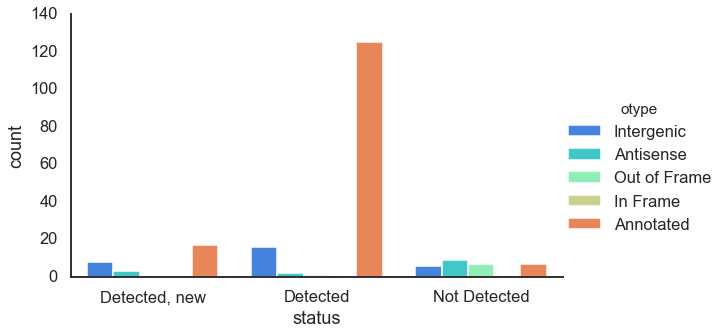 140
120
100
80
60
40
20
0
count
Detected, new
Detected
Not Detected
status
otype
Intergenic
Antisense
Out of Frame
In Frame
Annotated